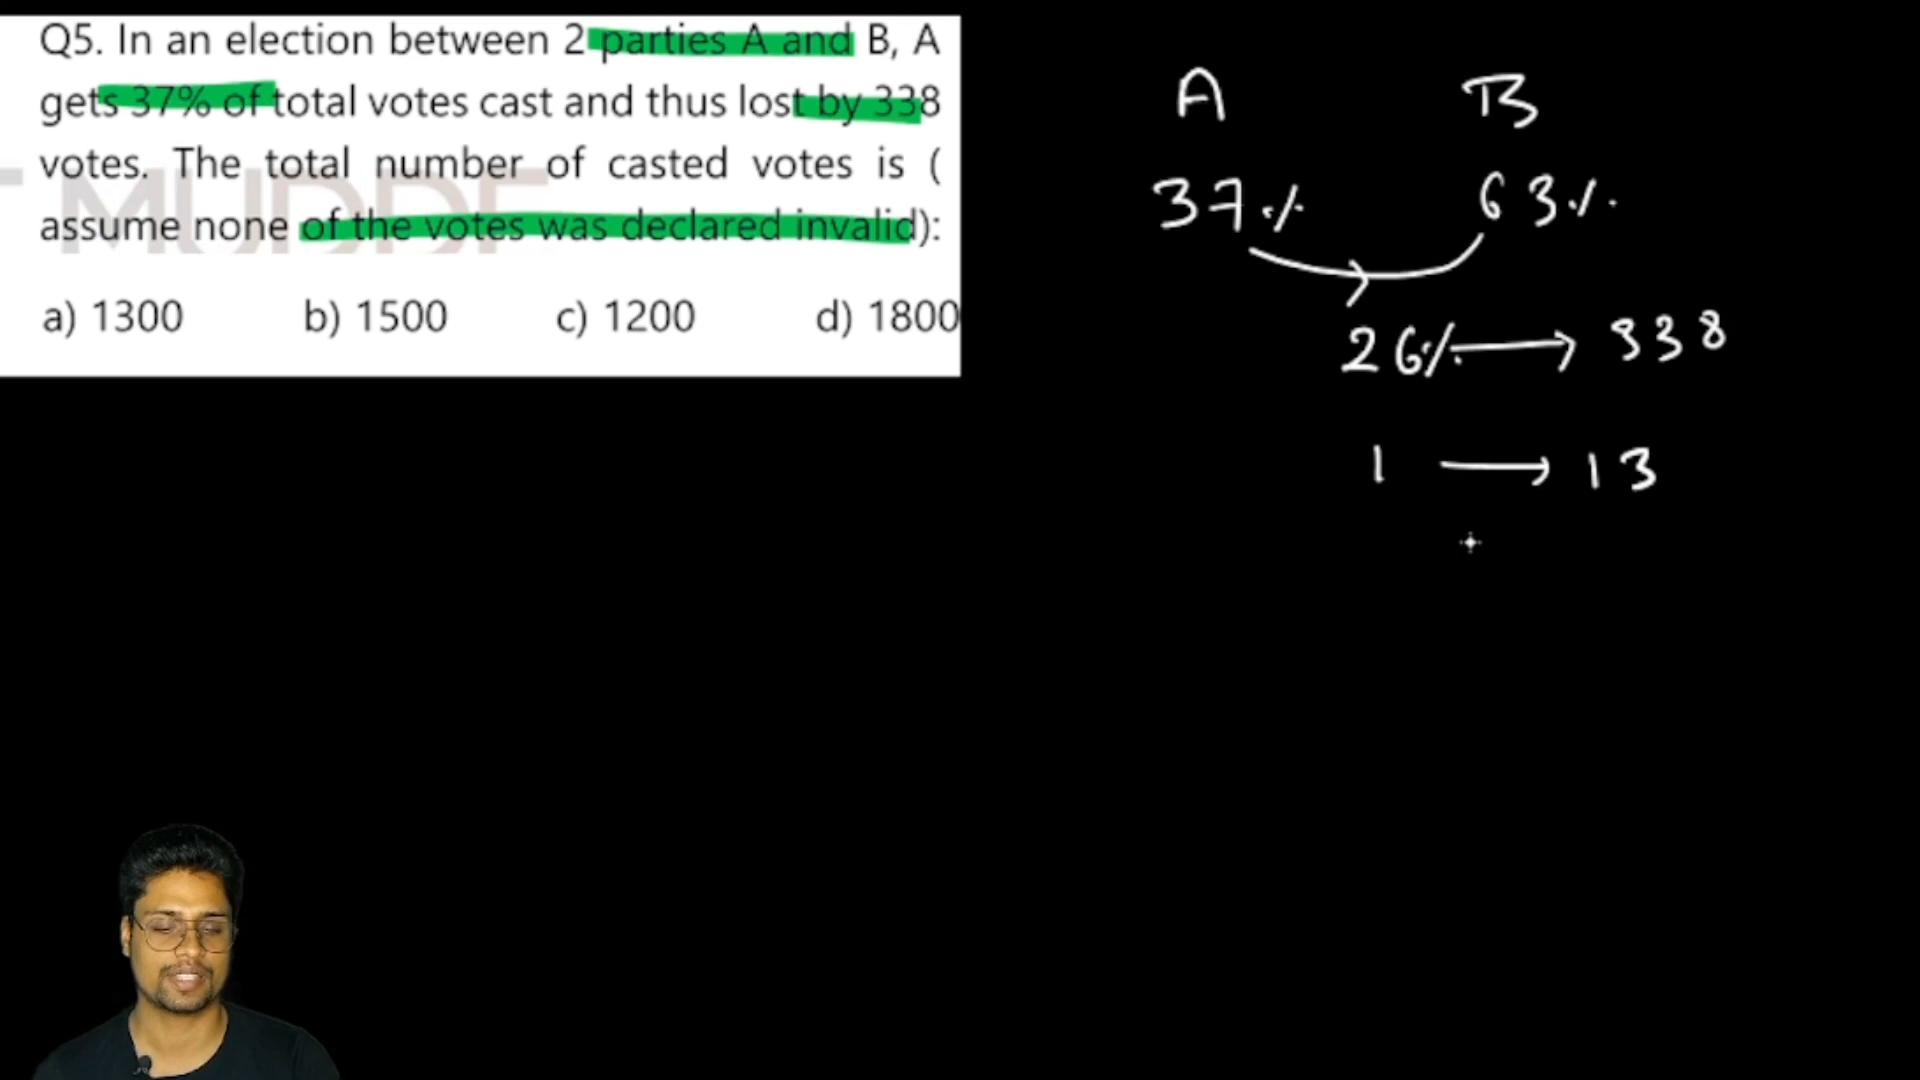 Q5. In an election between 2 parties A and B, A
gets 37% of total votes cast and thus lost by 338
votes. The total number of casted votes is (
assume none of the votes was declared invalid):
a) 1300 b) 1500 c) 1200 d) 1800
MUDDE
A B
37% 63%
26% → 338
1 → 13